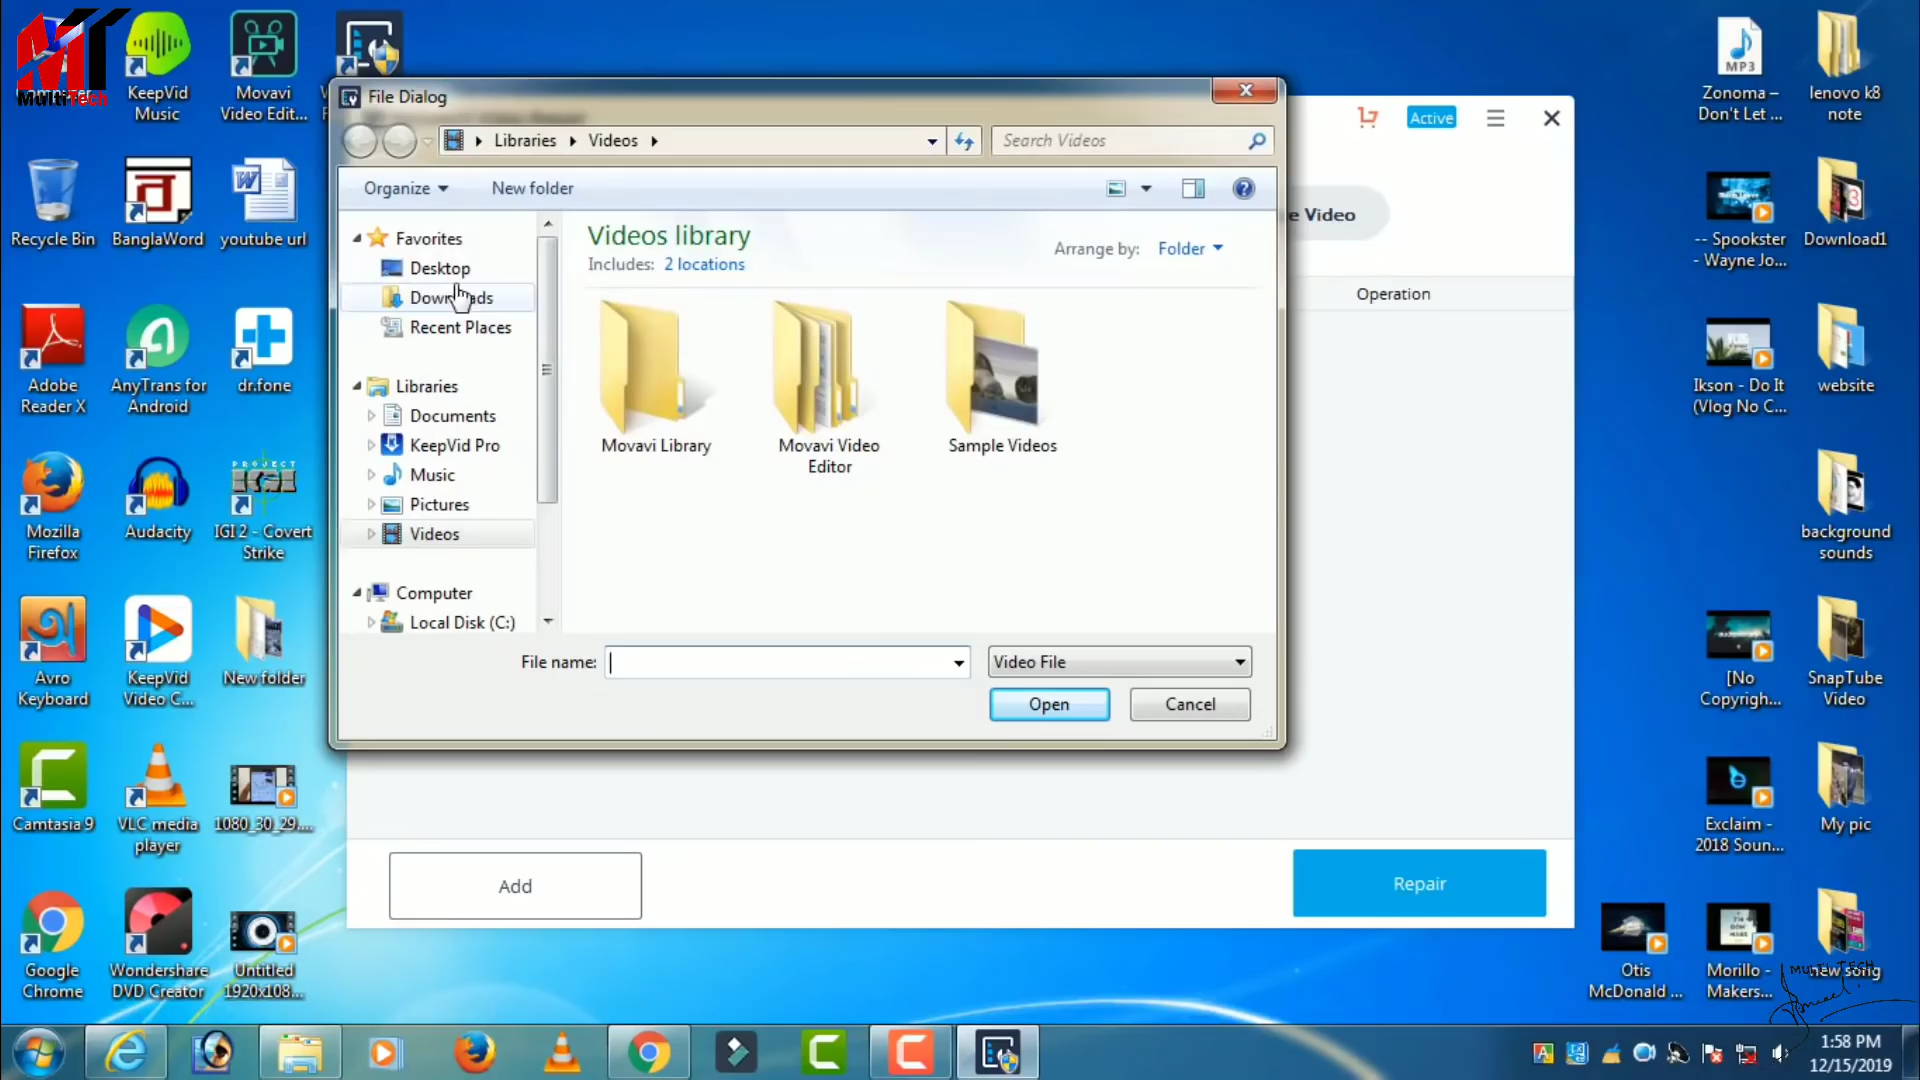 MultiTech
KeepVid
Music
Movavi
Video Edit...
Recycle Bin
BanglaWord
youtube url
Adobe
Reader X
AnyTrans for
Android
dr.fone
PROJECT
IGI
Mozilla
Firefox
Audacity
IGI 2 - Covert
Strike
Avro
Keyboard
KeepVid
Video C...
New folder
Camtasia 9
VLC media
player
1080_30_29....
Google
Chrome
Wondershare
DVD Creator
Untitled
1920x108...
File Dialog
Libraries
Videos
Search Videos
Organize
New folder
Favorites
Desktop
Downloads
Recent Places
Libraries
Documents
KeepVid Pro
Music
Pictures
Videos
Computer
Local Disk (C:)
Videos library
Includes: 2 locations
Arrange by: Folder
Movavi Library
Movavi Video
Editor
Sample Videos
File name:
Video File
Open
Cancel
Active
e Video
Operation
Add
Repair
MP3
Zonoma –
Don't Let ...
lenovo k8
note
-- Spookster
- Wayne Jo...
Download1
Ikson - Do It
(Vlog No C...
website
background
sounds
[No
Copyrigh...
SnapTube
Video
Exclaim -
2018 Soun...
My pic
Otis
McDonald ...
Morillo -
Makers...
new song
MULTI TECH
1:58 PM
12/15/2019